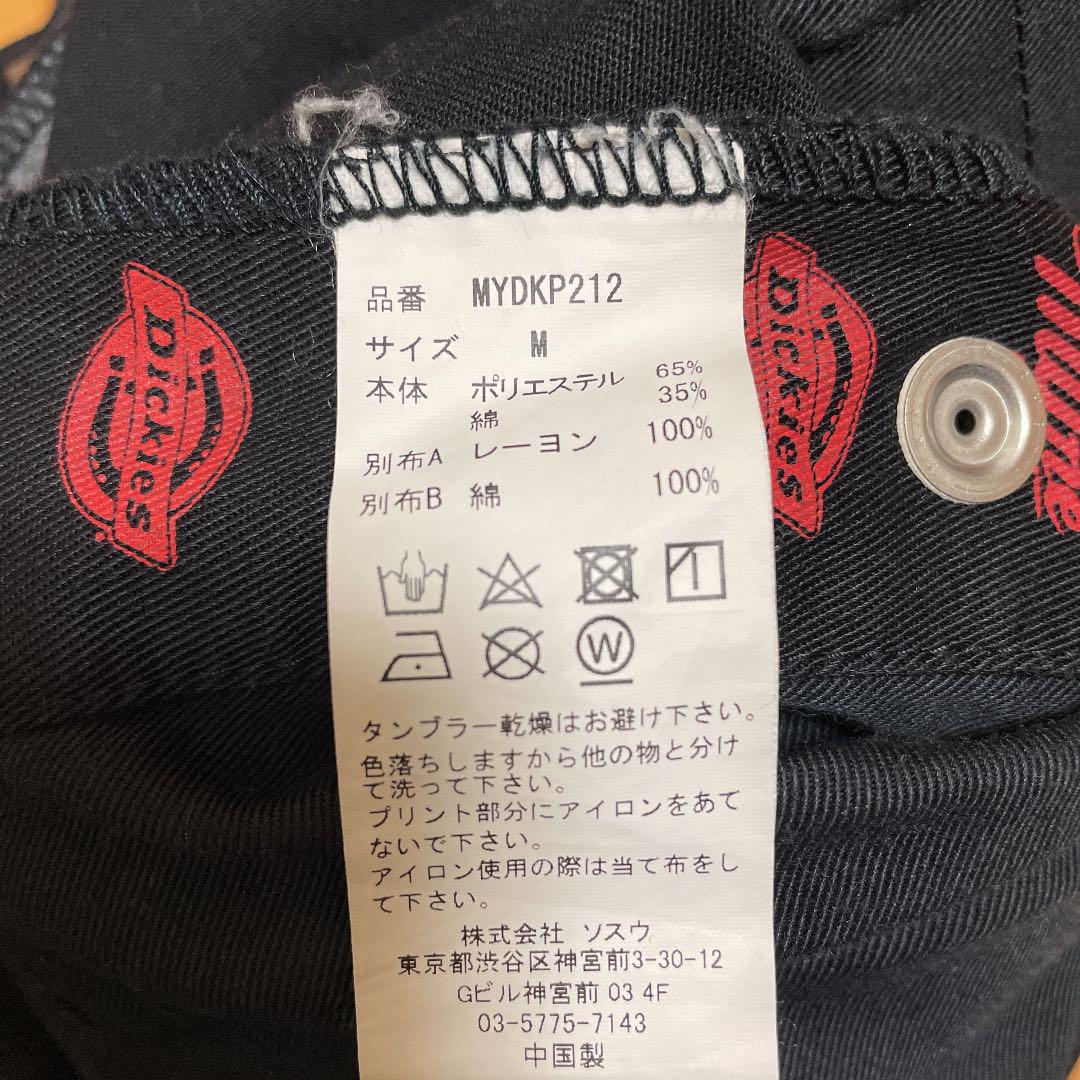 品番 MYDKP212
サイズ M
本体 ポリエステル 65%
綿 35%
別布A レーヨン 100%
別布B 綿 100%
W
タンブラー乾燥はお避け下さい。
色落ちしますから他の物と分け
て洗って下さい。
プリント部分にアイロンをあて
ないで下さい。
アイロン使用の際は当て布をし
て下さい。
株式会社 ソスウ
東京都渋谷区神宮前3-30-12
Gビル神宮前 03 4F
03-5775-7143
中国製
Dickies
Dickies